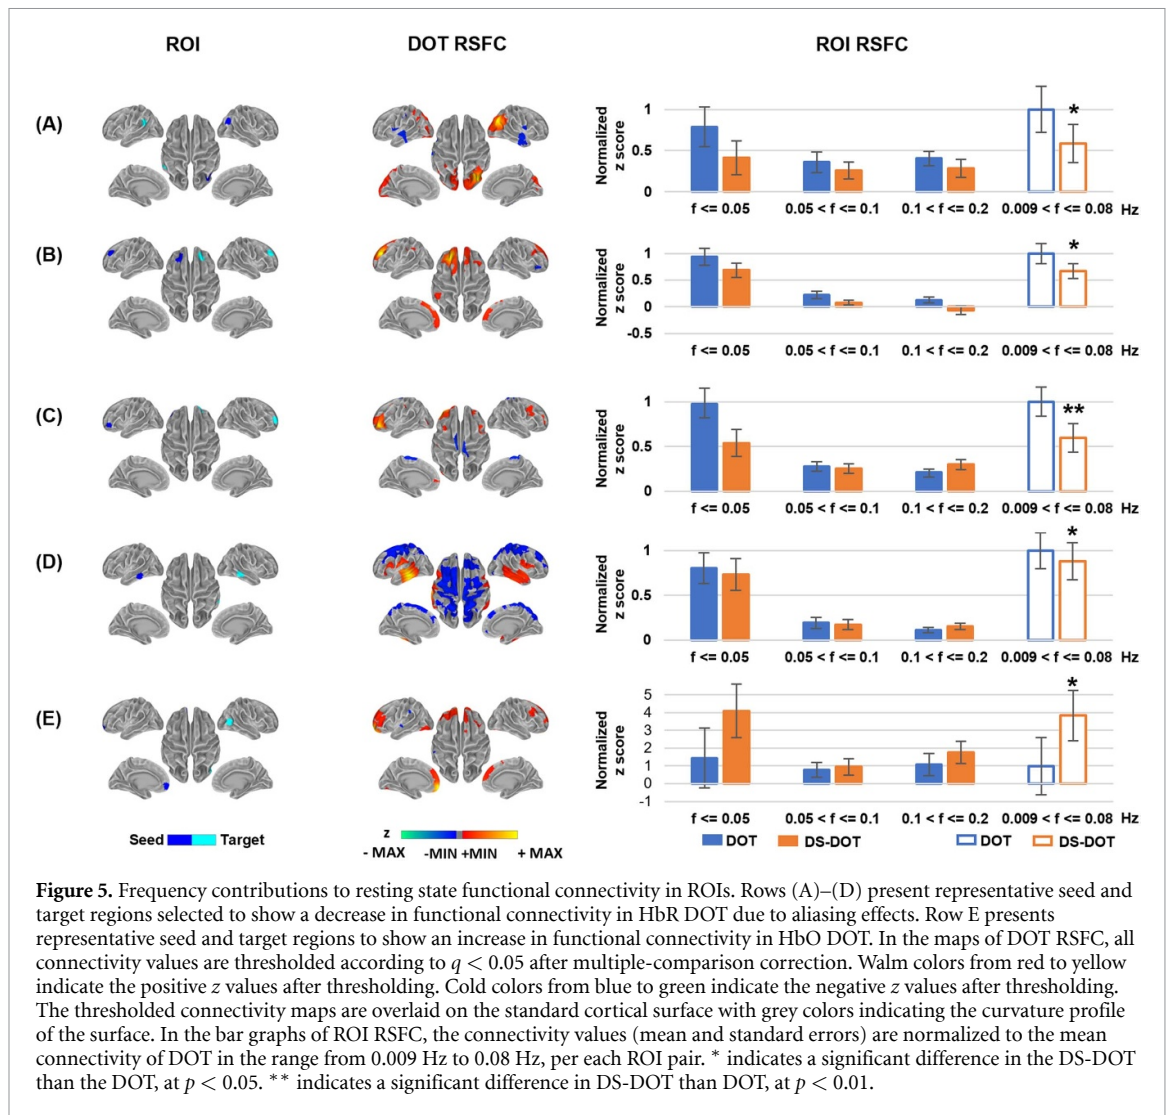 ROI
DOT RSFC
ROI RSFC
(A)
Normalized
z score
1
0.5
0
*
f <= 0.05
0.05 < f <= 0.1
0.1 < f <= 0.2
0.009 < f <= 0.08 Hz
(B)
Normalized
z score
1
0.5
0
-0.5
*
f <= 0.05
0.05 < f <= 0.1
0.1 < f <= 0.2
0.009 < f <= 0.08 Hz
(C)
Normalized
z score
1
0.5
0
**
f <= 0.05
0.05 < f <= 0.1
0.1 < f <= 0.2
0.009 < f <= 0.08 Hz
(D)
Normalized
z score
1
0.5
0
*
f <= 0.05
0.05 < f <= 0.1
0.1 < f <= 0.2
0.009 < f <= 0.08 Hz
(E)
Normalized
z score
5
4
3
2
1
0
-1
*
f <= 0.05
0.05 < f <= 0.1
0.1 < f <= 0.2
0.009 < f <= 0.08 Hz
Seed Target
z
- MAX -MIN +MIN + MAX
DOT DS-DOT DOT DS-DOT
Figure 5. Frequency contributions to resting state functional connectivity in ROIs. Rows (A)–(D) present representative seed and
target regions selected to show a decrease in functional connectivity in HbR DOT due to aliasing effects. Row E presents
representative seed and target regions to show an increase in functional connectivity in HbO DOT. In the maps of DOT RSFC, all
connectivity values are thresholded according to q < 0.05 after multiple-comparison correction. Walm colors from red to yellow
indicate the positive z values after thresholding. Cold colors from blue to green indicate the negative z values after thresholding.
The thresholded connectivity maps are overlaid on the standard cortical surface with grey colors indicating the curvature profile
of the surface. In the bar graphs of ROI RSFC, the connectivity values (mean and standard errors) are normalized to the mean
connectivity of DOT in the range from 0.009 Hz to 0.08 Hz, per each ROI pair. * indicates a significant difference in the DS-DOT
than the DOT, at p < 0.05. ** indicates a significant difference in DS-DOT than DOT, at p < 0.01.